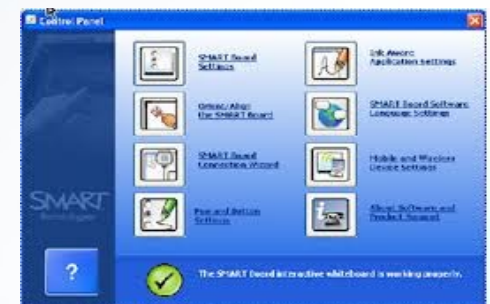 Control Panel
SMART Board
Settings
Ink Aware
Application Settings
Orient/Align
the SMART Board
SMART Board Software
Language Settings
SMART Board
Connection Wizard
Mobile and Wireless
Device Settings
Pen and Button
Settings
About Software and
Product Support
SMART
Technologies
?
The SMART Board interactive whiteboard is working properly.